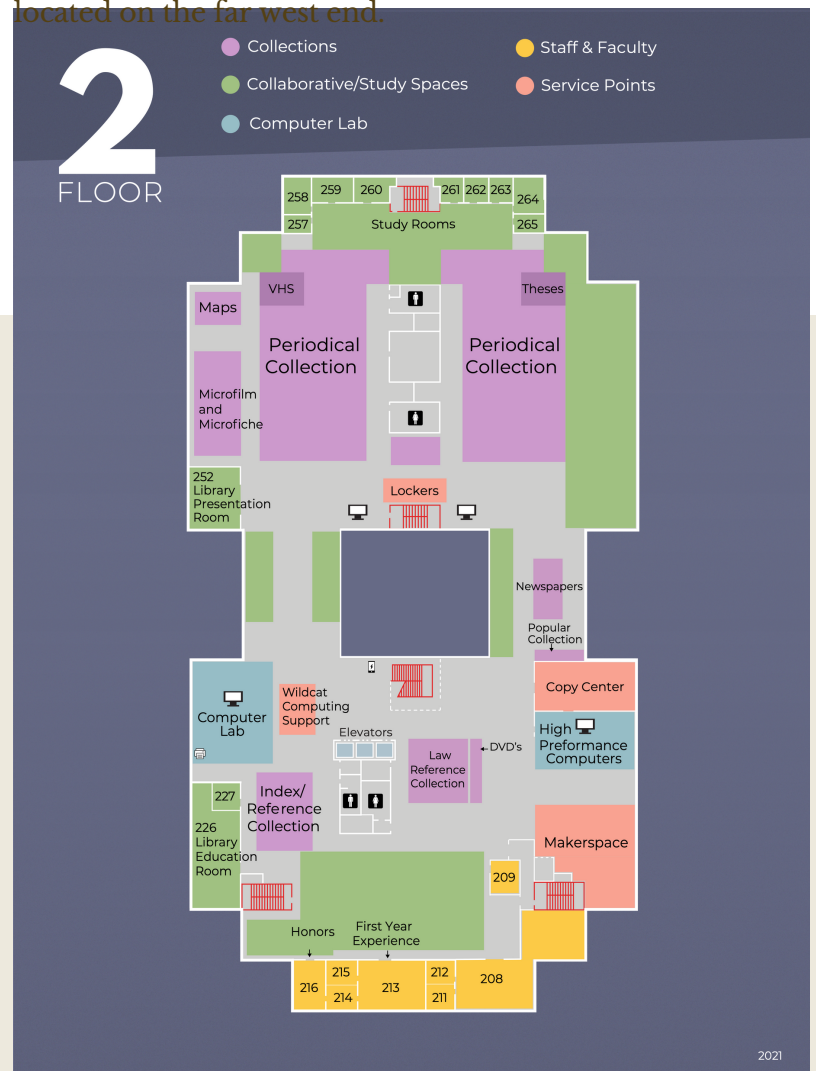 located on the far west end.
2
FLOOR
Collections
Collaborative/Study Spaces
Computer Lab
Staff & Faculty
Service Points
258
259
260
261
262
263
264
257
Study Rooms
265
VHS
Theses
Maps
Periodical
Collection
Periodical
Collection
Microfilm
and
Microfiche
252
Library
Presentation
Room
Lockers
Newspapers
Popular
Collection
Copy Center
Wildcat
Computing
Support
Computer
Lab
Elevators
High
Preformance
Computers
Law
Reference
Collection
DVD's
Index/
Reference
Collection
227
226
Library
Education
Room
Makerspace
209
Honors
First Year
Experience
216
215
214
213
212
211
208
2021